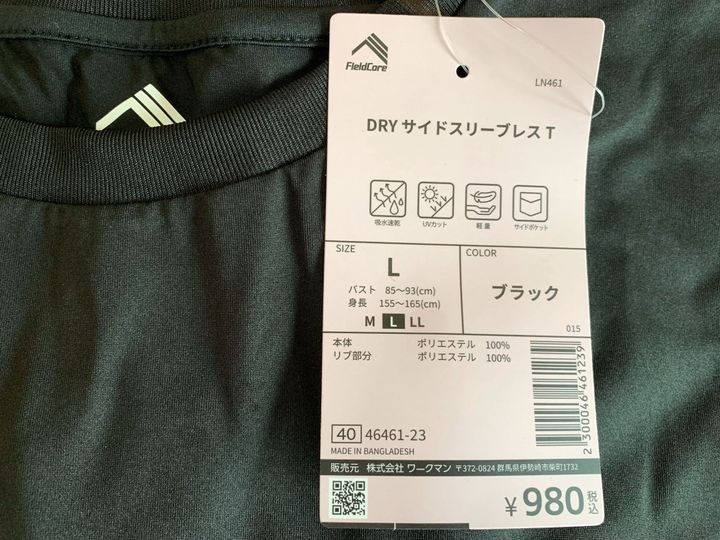 FieldCore
LN461
DRY サイドスリーブレス T
吸水速乾
UVカット
軽量
サイドポケット
SIZE
L
バスト 85～93(cm)
身長 155～165(cm)
M L LL
COLOR
ブラック
015
本体 ポリエステル 100%
リブ部分 ポリエステル 100%
40 46461-23
MADE IN BANGLADESH
2 300046 461239
販売元 株式会社 ワークマン 〒372-0824 群馬県伊勢崎市柴町1732
¥980 税込